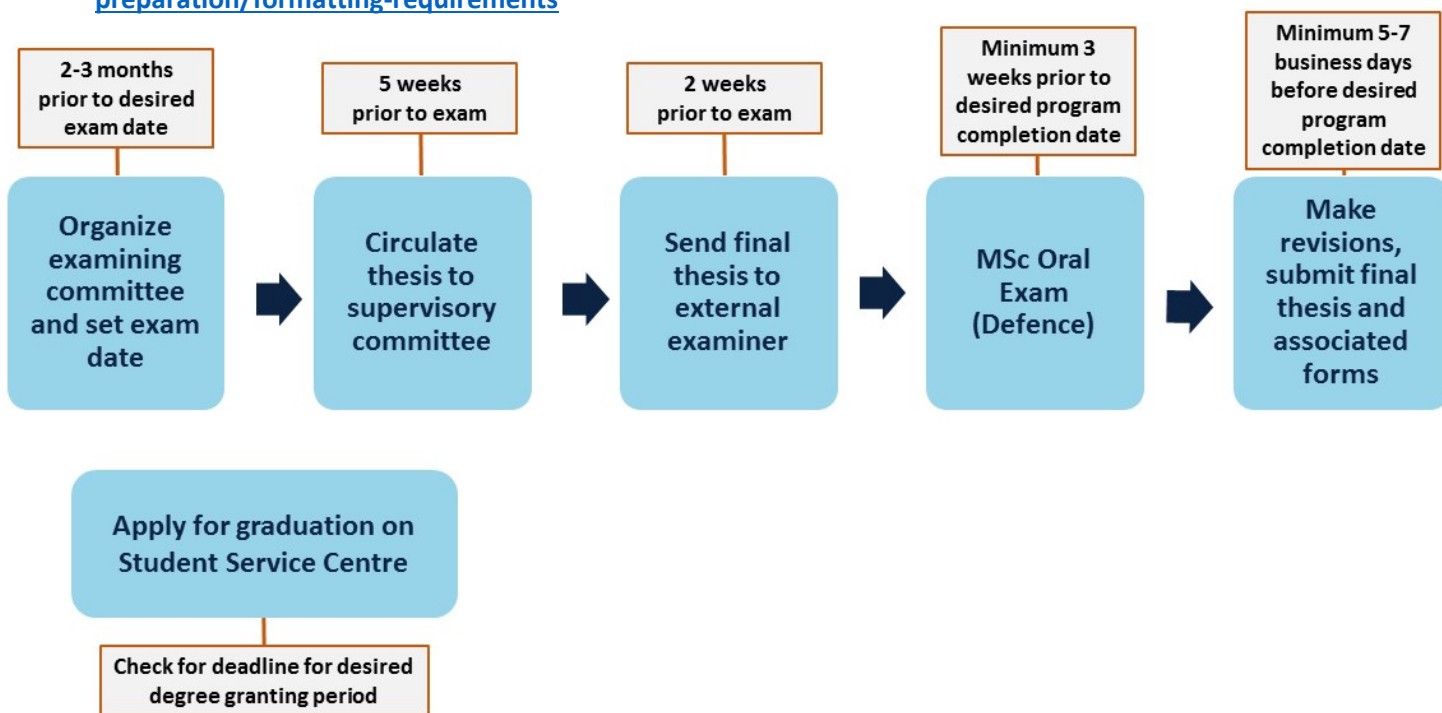 preparation/formatting-requirements
2-3 months
prior to desired
exam date
5 weeks
prior to exam
2 weeks
prior to exam
Minimum 3
weeks prior to
desired program
completion date
Minimum 5-7
business days
before desired
program
completion date
Organize
examining
committee
and set exam
date
Circulate
thesis to
supervisory
committee
Send final
thesis to
external
examiner
MSc Oral
Exam
(Defence)
Make
revisions,
submit final
thesis and
associated
forms
Apply for graduation on
Student Service Centre
Check for deadline for desired
degree granting period